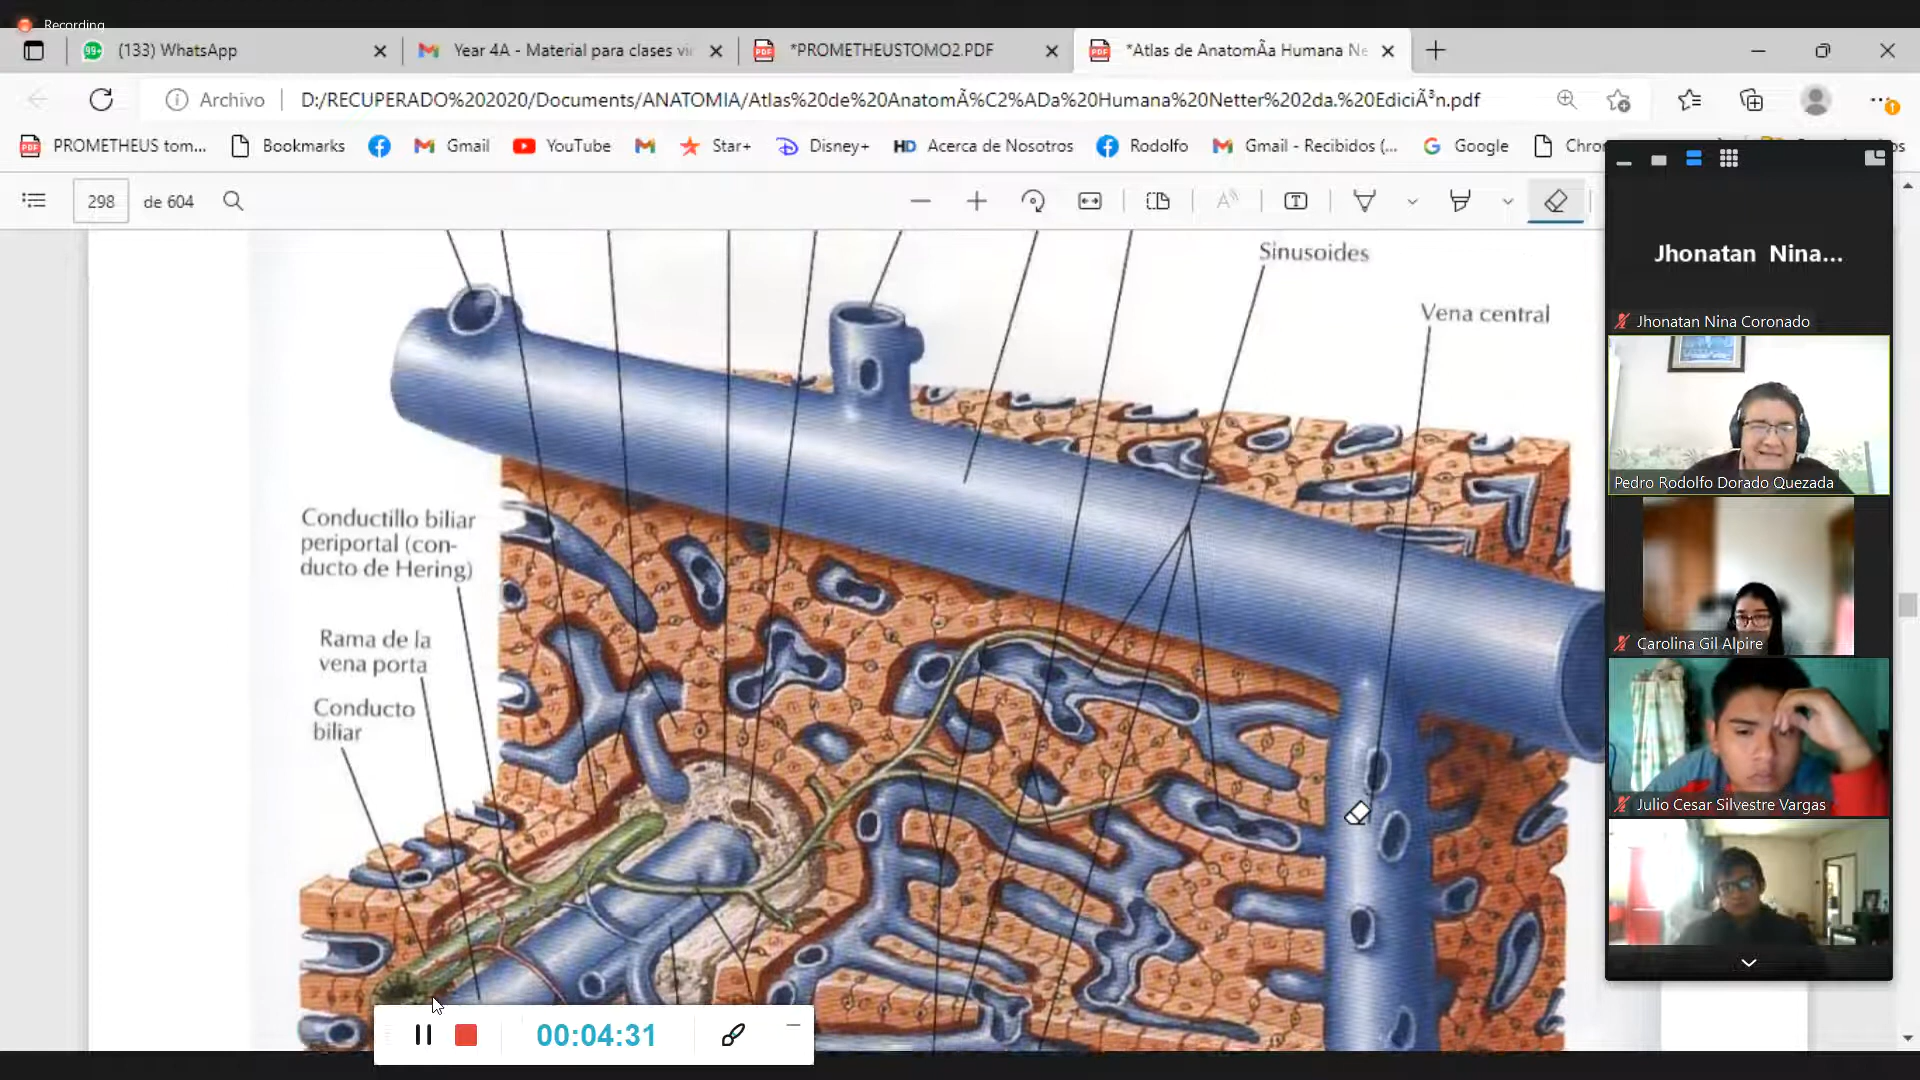 Recording
99+ (133) WhatsApp
Year 4A - Material para clases vir
*PROMETHEUSTOMO2.PDF
*Atlas de AnatomÃa Humana Ne
Archivo
D:/RECUPERADO%202020/Documents/ANATOMIA/Atlas%20de%20AnatomÃ%C2%ADa%20Humana%20Netter%202da.%20EdiciÃ³n.pdf
PROMETHEUS tom...
Bookmarks
Gmail
YouTube
Star+
Disney+
HD Acerca de Nosotros
Rodolfo
Gmail - Recibidos (...
Google
298 de 604
Sinusoides
Vena central
Conductillo biliar
periportal (con-
ducto de Hering)
Rama de la
vena porta
Conducto
biliar
00:04:31
Jhonatan Nina...
Jhonatan Nina Coronado
Pedro Rodolfo Dorado Quezada
Carolina Gil Alpire
Julio Cesar Silvestre Vargas